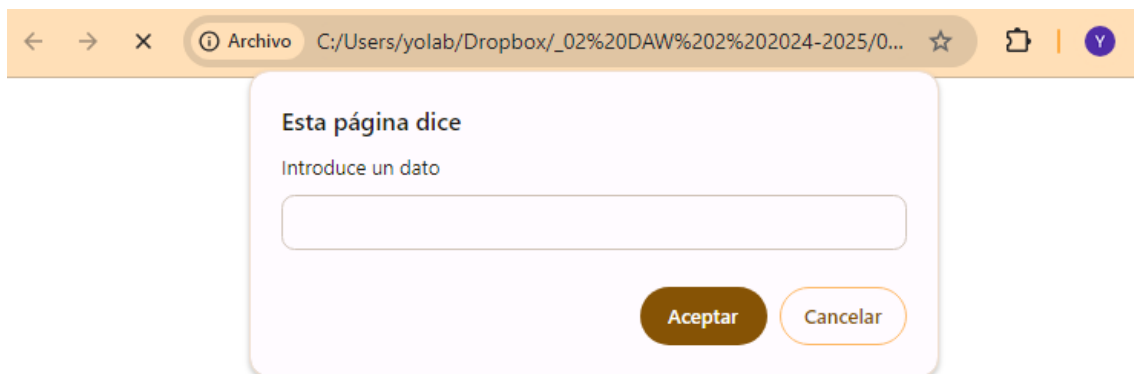 Archivo C:/Users/yolab/Dropbox/_02%20DAW%202%202024-2025/0...
Y
Esta página dice
Introduce un dato
Aceptar Cancelar